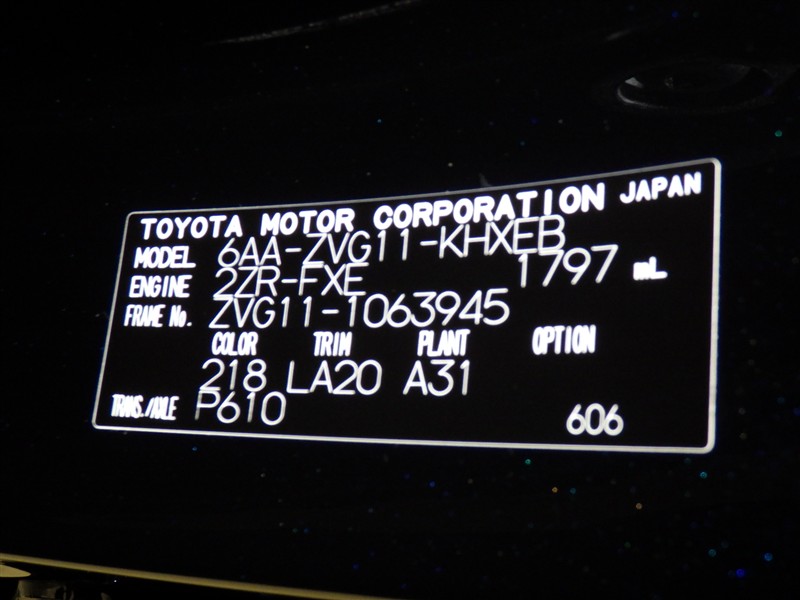 TOYOTA MOTOR CORPORATION JAPAN
MODEL 6AA-ZVG11-KHXEB
ENGINE 2ZR-FXE 1797 mL
FRAME No. ZVG11-1063945
COLOR TRIM PLANT OPTION
218 LA20 A31
TRANS./AXLE P610 606